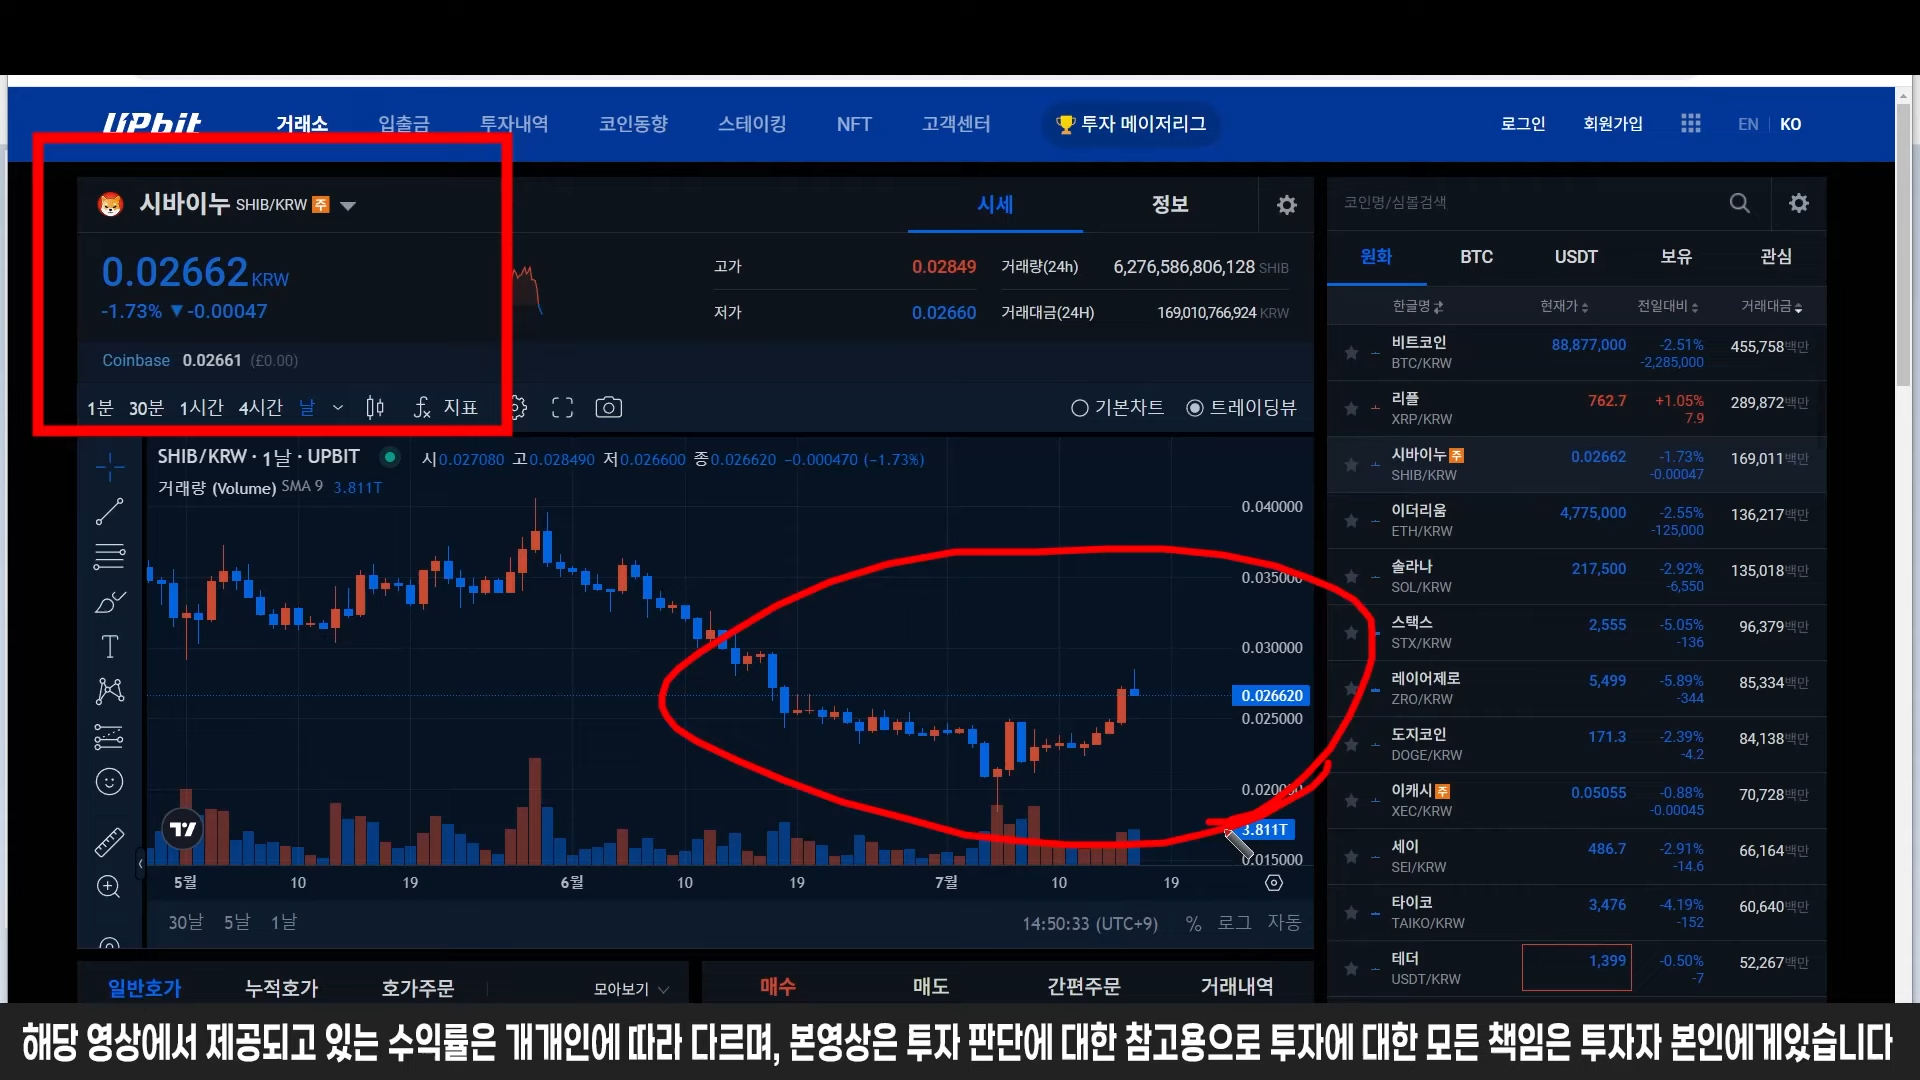 UPbit 거래소 입출금 투자내역 코인동향 스테이킹 NFT 고객센터 🏆 투자 메이저리그 로그인 회원가입 EN KO
시바이누 SHIB/KRW 주
시세 정보
0.02662 KRW
-1.73% ▼-0.00047
고가 0.02849 거래량(24h) 6,276,586,806,128 SHIB
저가 0.02660 거래대금(24H) 169,010,766,924 KRW
Coinbase 0.02661 (£0.00)
1분 30분 1시간 4시간 날 지표 기본차트 트레이딩뷰
SHIB/KRW · 1날 · UPBIT 시0.027080 고0.028490 저0.026600 종0.026620 −0.000470 (−1.73%)
거래량 (Volume) SMA 9 3.811T
0.040000
0.035000
0.030000
0.026620
0.025000
0.020000
3.811T
0.015000
5월 10 19 6월 10 19 7월 10 19
30날 5날 1날 14:50:33 (UTC+9) % 로그 자동
일반호가 누적호가 호가주문 모아보기
매수 매도 간편주문 거래내역
코인명/심볼검색
원화 BTC USDT 보유 관심
한글명 현재가 전일대비 거래대금
비트코인 88,877,000 -2.51% 455,758백만
BTC/KRW -2,285,000
리플 762.7 +1.05% 289,872백만
XRP/KRW 7.9
시바이누 주 0.02662 -1.73% 169,011백만
SHIB/KRW -0.00047
이더리움 4,775,000 -2.55% 136,217백만
ETH/KRW -125,000
솔라나 217,500 -2.92% 135,018백만
SOL/KRW -6,550
스택스 2,555 -5.05% 96,379백만
STX/KRW -136
레이어제로 5,499 -5.89% 85,334백만
ZRO/KRW -344
도지코인 171.3 -2.39% 84,138백만
DOGE/KRW -4.2
이캐시 주 0.05055 -0.88% 70,728백만
XEC/KRW -0.00045
세이 486.7 -2.91% 66,164백만
SEI/KRW -14.6
타이코 3,476 -4.19% 60,640백만
TAIKO/KRW -152
테더 1,399 -0.50% 52,267백만
USDT/KRW -7
해당 영상에서 제공되고 있는 수익률은 개개인에 따라 다르며, 본영상은 투자 판단에 대한 참고용으로 투자에 대한 모든 책임은 투자자 본인에게있습니다